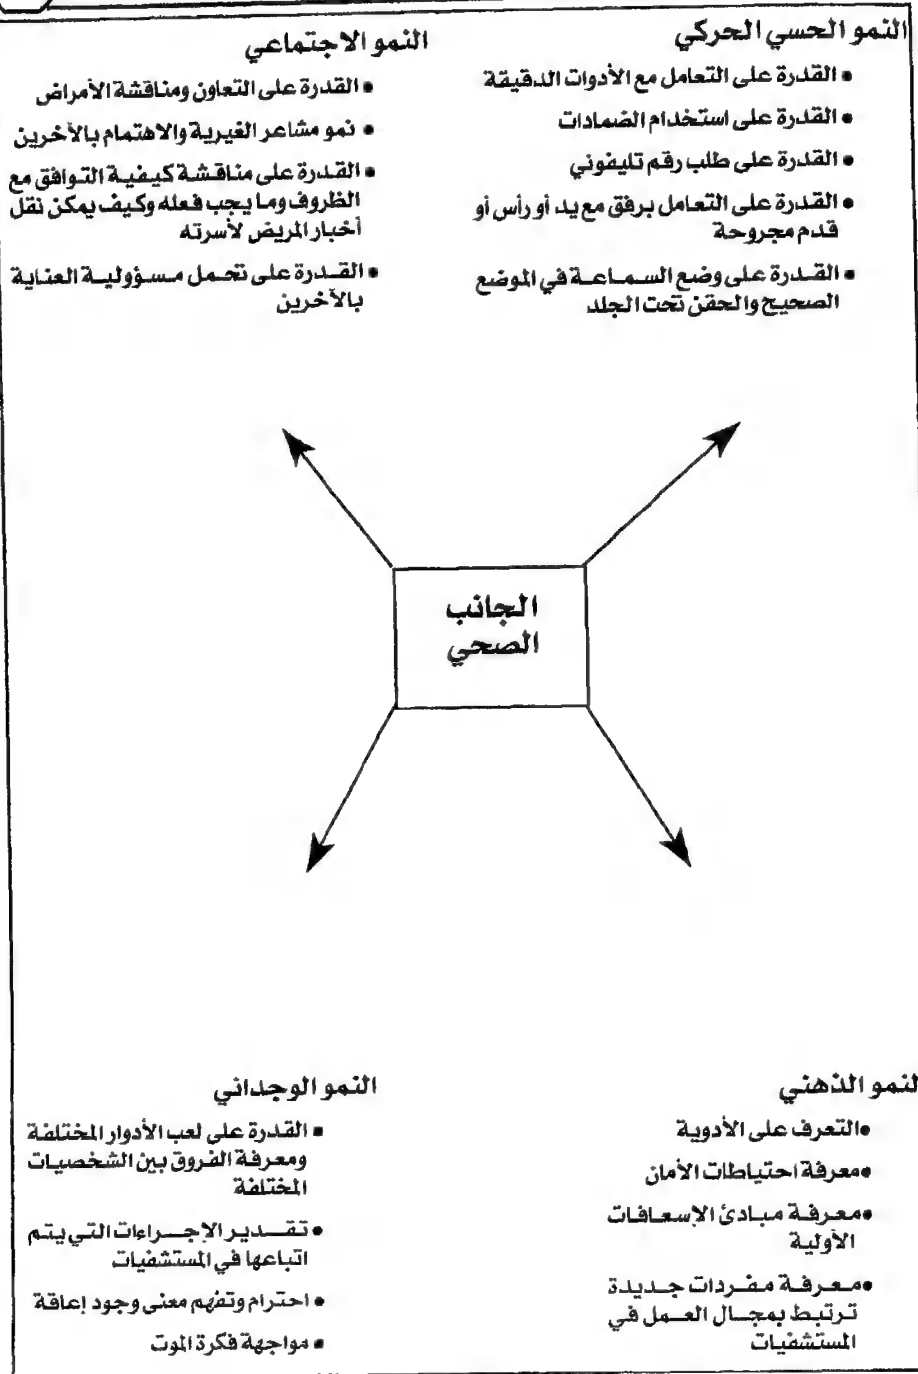 النمو الحسي الحركي
• القدرة على التعامل مع الأدوات الدقيقة
• القدرة على استخدام الضمادات
• القدرة على طلب رقم تليفوني
• القدرة على التعامل برفق مع يد أو رأس أو
قدم مجروحة
• القدرة على وضع السماعة في الموضع
الصحيح والحقن تحت الجلد
النمو الاجتماعي
• القدرة على التعاون ومناقشة الأمراض
• نمو مشاعر الغيرية والاهتمام بالآخرين
• القدرة على مناقشة كيفية التوافق مع
الظروف وما يجب فعله وكيف يمكن نقل
أخبار المريض لأسرته
• القدرة على تحمل مسؤولية العناية
بالآخرين
الجانب
الصحي
لنمو الذهني
•التعرف على الأدوية
•معرفة احتياطات الأمان
•معرفة مبادئ الإسعافات
الأولية
•معرفة مفردات جديدة
ترتبط بمجال العمل في
المستشفيات
النمو الوجداني
• القدرة على لعب الأدوار المختلفة
ومعرفة الفروق بين الشخصيات
المختلفة
• تقدير الإجراءات التي يتم
اتباعها في المستشفيات
• احترام وتفهم معنى وجود إعاقة
• مواجهة فكرة الموت